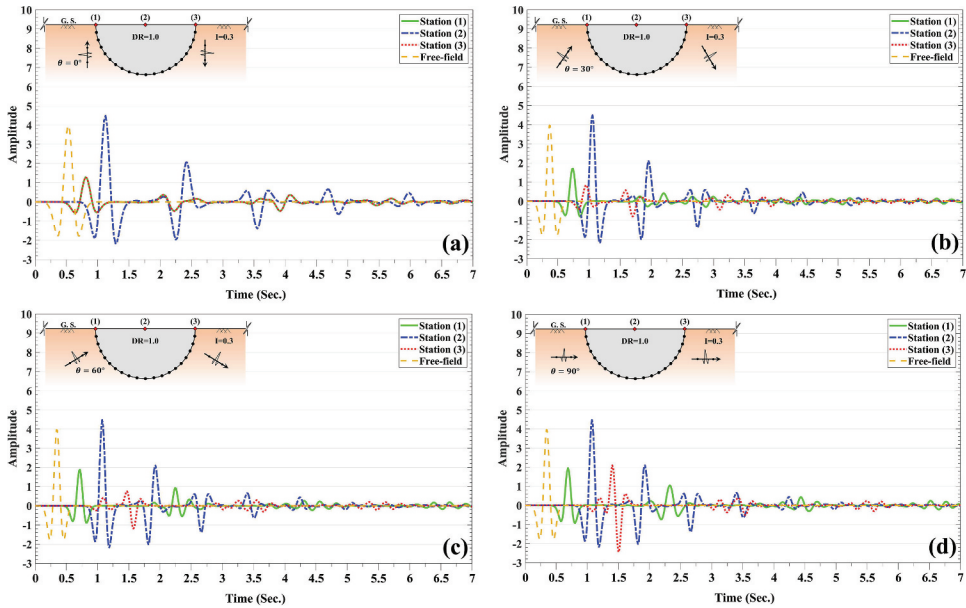 G. S. (1) (2) (3)
DR=1.0 I=0.3
θ = 0°
Station (1)
Station (2)
Station (3)
Free-field
10
9
8
7
6
5
4
3
2
1
0
-1
-2
-3
Amplitude
(a)
0 0.5 1 1.5 2 2.5 3 3.5 4 4.5 5 5.5 6 6.5 7
Time (Sec.)
G. S. (1) (2) (3)
DR=1.0 I=0.3
θ = 30°
Station (1)
Station (2)
Station (3)
Free-field
10
9
8
7
6
5
4
3
2
1
0
-1
-2
-3
Amplitude
(b)
0 0.5 1 1.5 2 2.5 3 3.5 4 4.5 5 5.5 6 6.5 7
Time (Sec.)
G. S. (1) (2) (3)
DR=1.0 I=0.3
θ = 60°
Station (1)
Station (2)
Station (3)
Free-field
10
9
8
7
6
5
4
3
2
1
0
-1
-2
-3
Amplitude
(c)
0 0.5 1 1.5 2 2.5 3 3.5 4 4.5 5 5.5 6 6.5 7
Time (Sec.)
G. S. (1) (2) (3)
DR=1.0 I=0.3
θ = 90°
Station (1)
Station (2)
Station (3)
Free-field
10
9
8
7
6
5
4
3
2
1
0
-1
-2
-3
Amplitude
(d)
0 0.5 1 1.5 2 2.5 3 3.5 4 4.5 5 5.5 6 6.5 7
Time (Sec.)